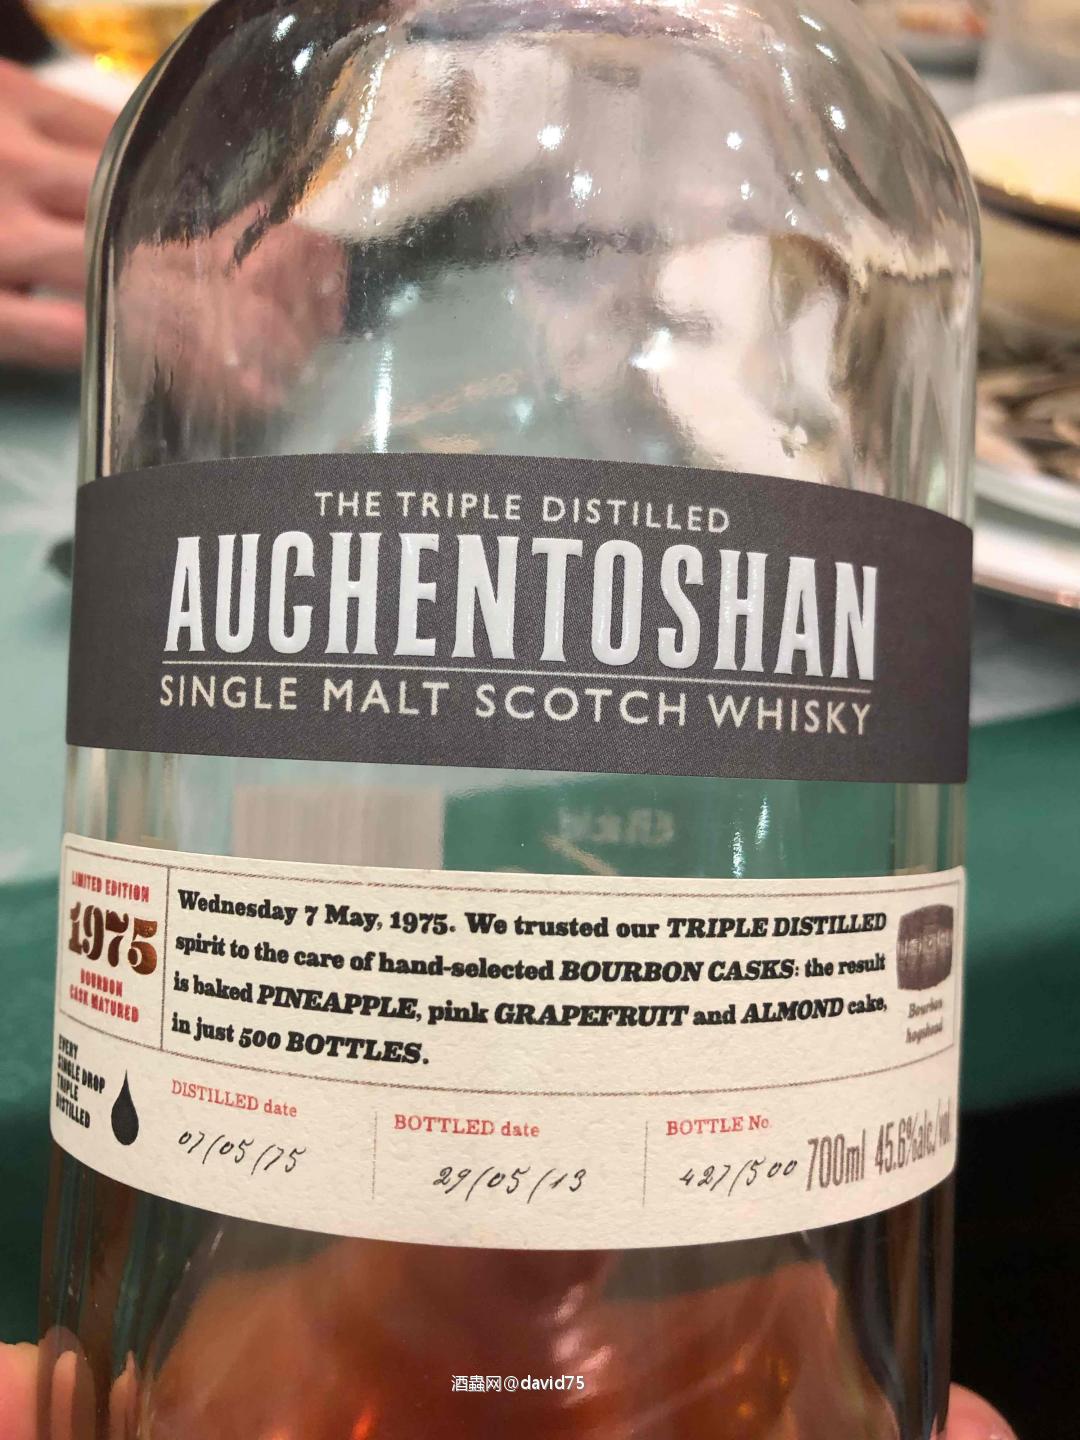 THE TRIPLE DISTILLED
AUCHENTOSHAN
SINGLE MALT SCOTCH WHISKY
LIMITED EDITION
1975
BOURBON
CASK MATURED
Wednesday 7 May, 1975. We trusted our TRIPLE DISTILLED
spirit to the care of hand-selected BOURBON CASKS: the result
is baked PINEAPPLE, pink GRAPEFRUIT and ALMOND cake,
in just 500 BOTTLES.
Bourbon
hogshead
EVERY
SINGLE DROP
TRIPLE
DISTILLED
DISTILLED date
07/05/75
BOTTLED date
29/05/13
BOTTLE No.
427/500
700ml 45.6%alc/vol
酒蟲网@david75